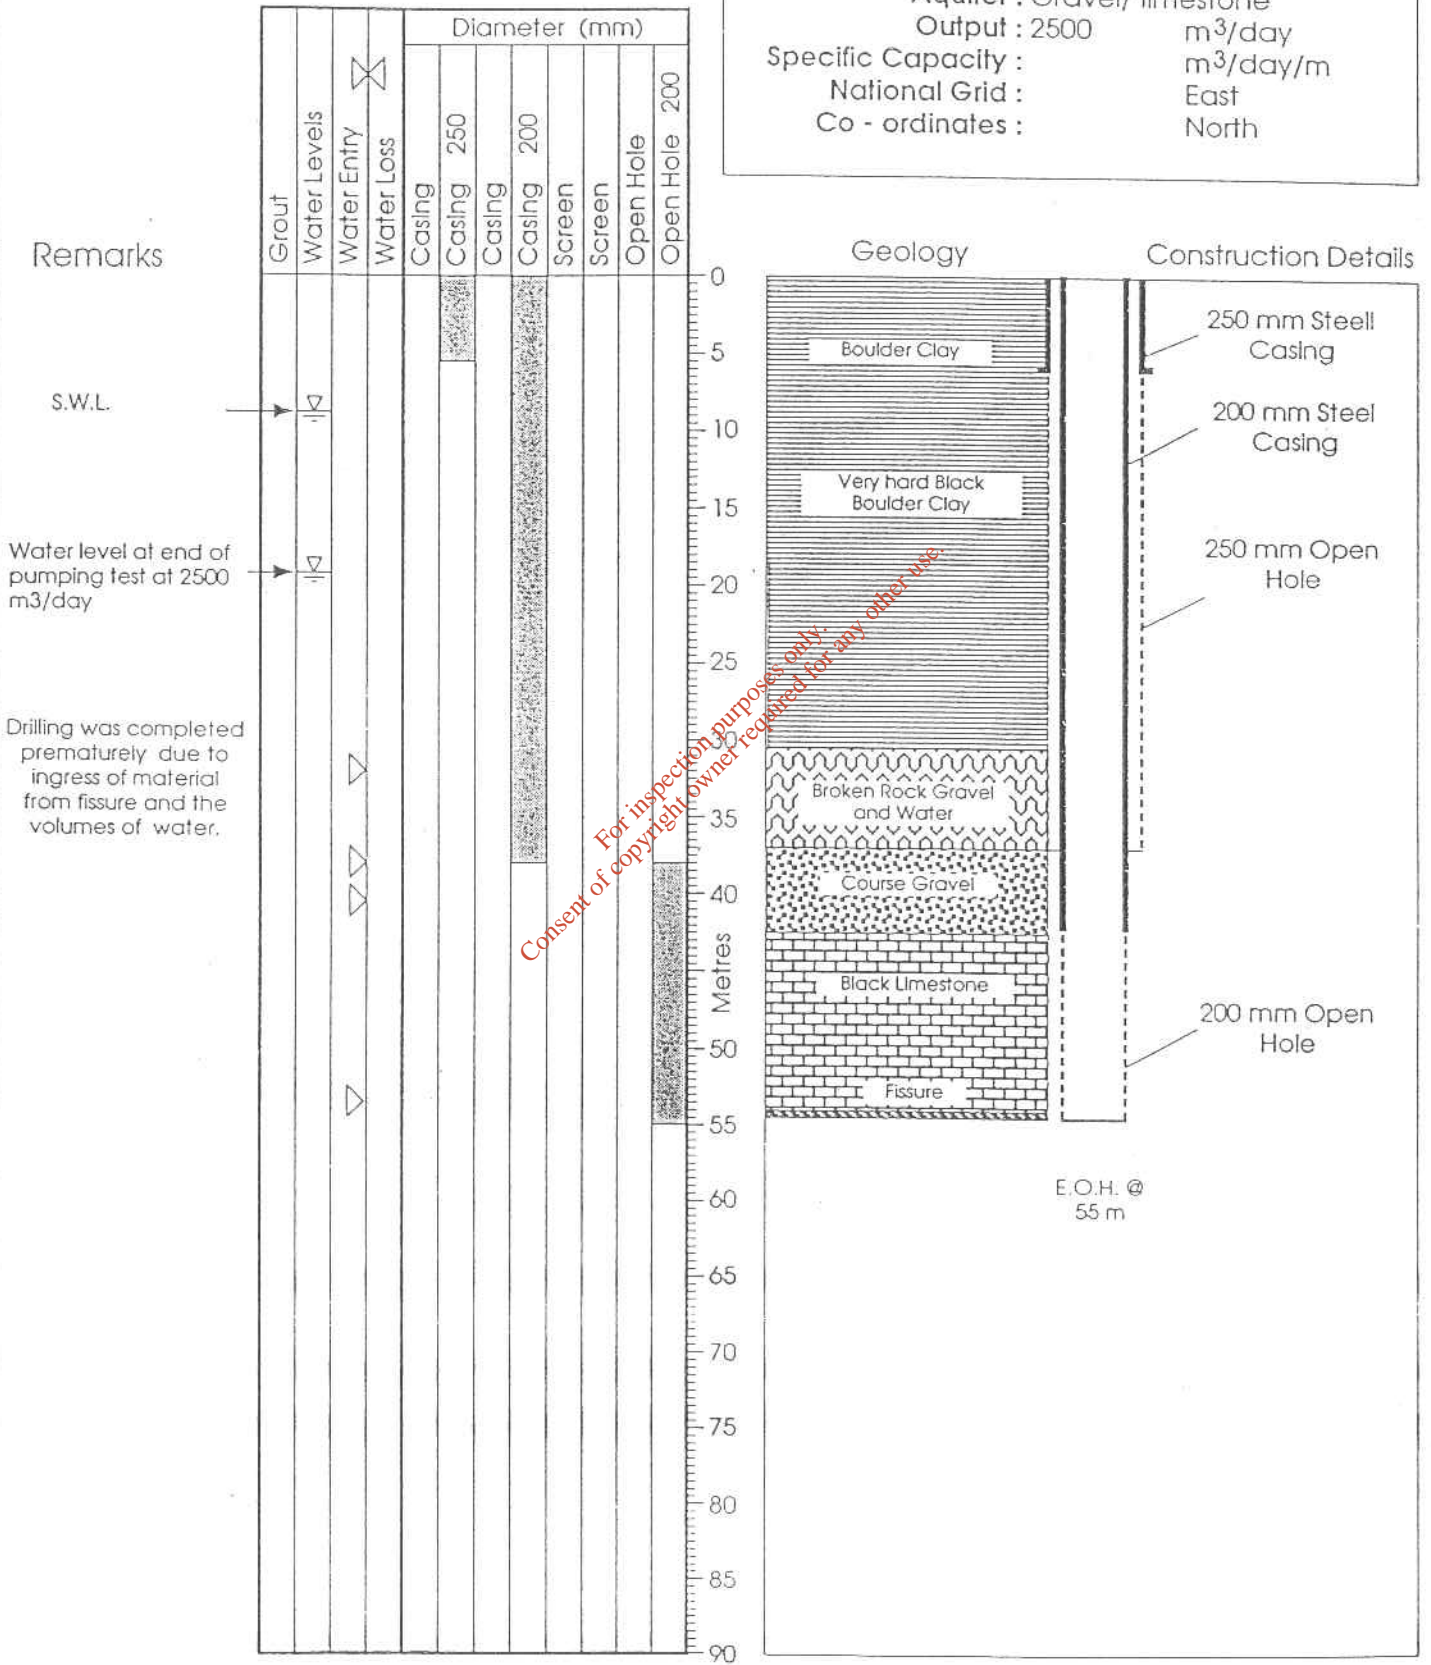 Aquifer : Gravel/ limestone
Output : 2500 m3/day
Specific Capacity : m3/day/m
National Grid : East
Co - ordinates : North
Diameter (mm)
Grout
Water Levels
Water Entry
Water Loss
Casing
Casing 250
Casing
Casing 200
Screen
Screen
Open Hole
Open Hole 200
Remarks
Geology
Construction Details
S.W.L.
Water level at end of
pumping test at 2500
m3/day
Drilling was completed
prematurely due to
ingress of material
from fissure and the
volumes of water.
0
5
10
15
20
25
30
35
40
Metres
50
55
60
65
70
75
80
85
90
Boulder Clay
Very hard Black
Boulder Clay
Broken Rock Gravel
and Water
Course Gravel
Black Limestone
Fissure
250 mm Steell
Casing
200 mm Steel
Casing
250 mm Open
Hole
200 mm Open
Hole
E.O.H. @
55 m
For inspection purposes only.
Consent of copyright owner required for any other use.